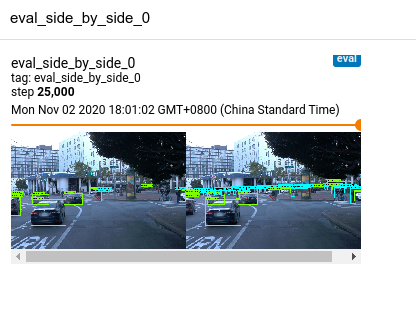 eval_side_by_side_0
eval_side_by_side_0
eval
tag: eval_side_by_side_0
step 25,000
Mon Nov 02 2020 18:01:02 GMT+0800 (China Standard Time)